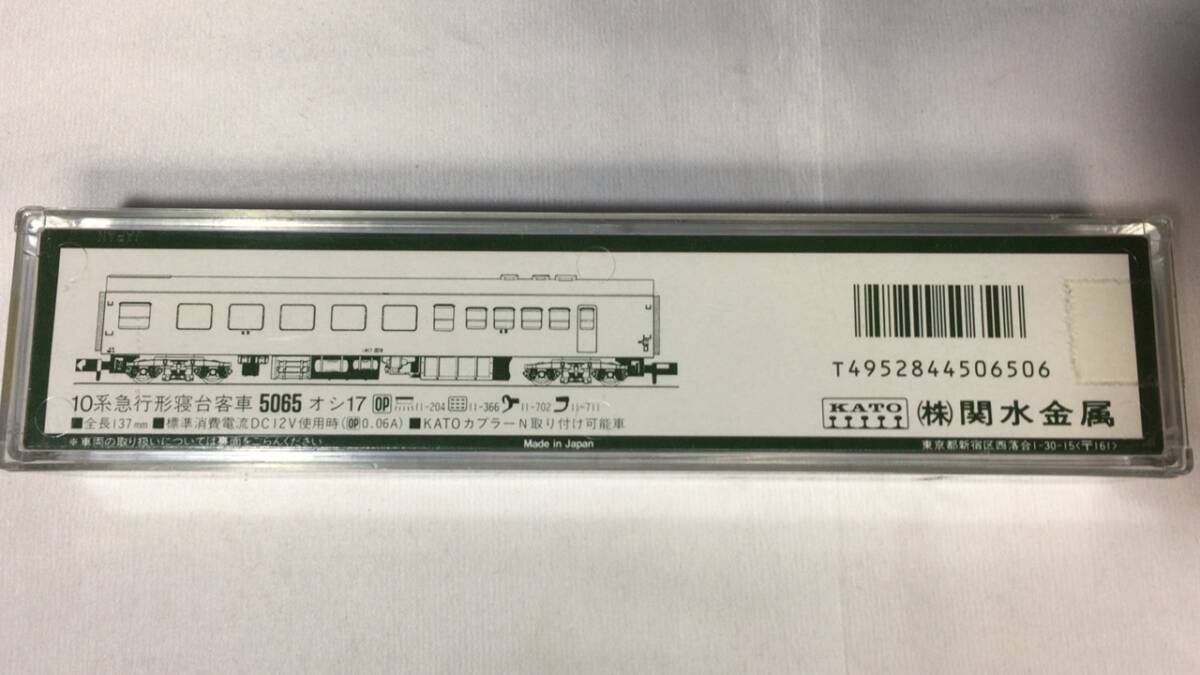 10系急行形寝台客車 5065 オシ17 OP 11-204 11-366 11-702 11-711
■全長137mm ■標準消費電流DC12V使用時(OP 0.06A) ■KATOカプラーN取り付け可能車
※車両の取り扱いについては裏面をごらんください
Made in Japan
T4952844506506
KATO (株)関水金属
東京都新宿区西落合1-30-15〈〒161〉